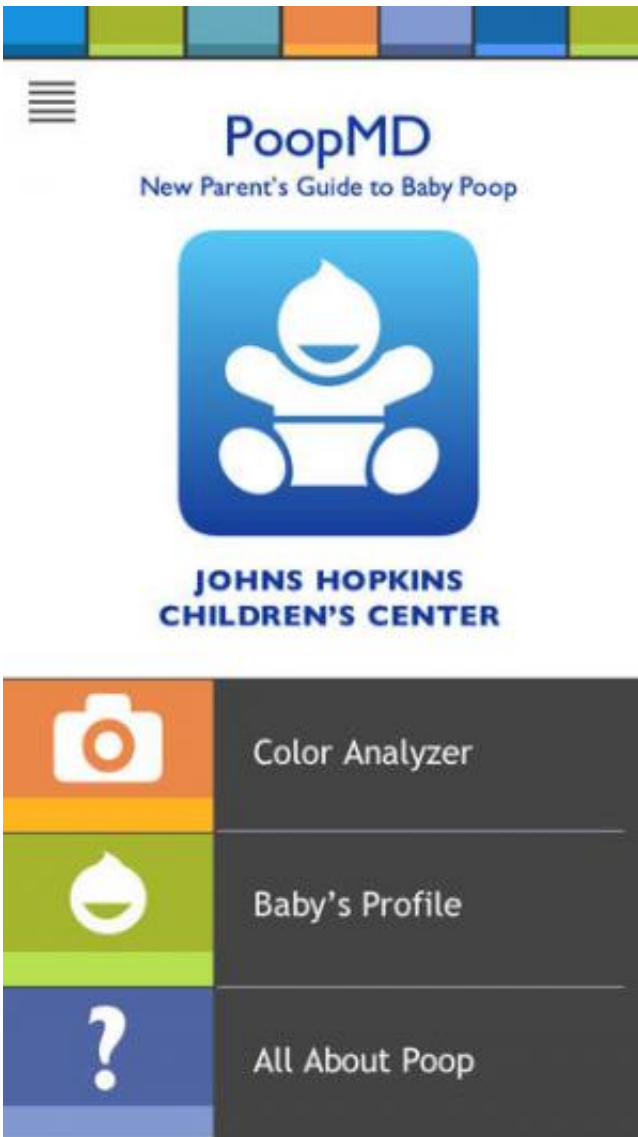 PoopMD
New Parent's Guide to Baby Poop
JOHNS HOPKINS
CHILDREN'S CENTER
Color Analyzer
Baby's Profile
?
All About Poop